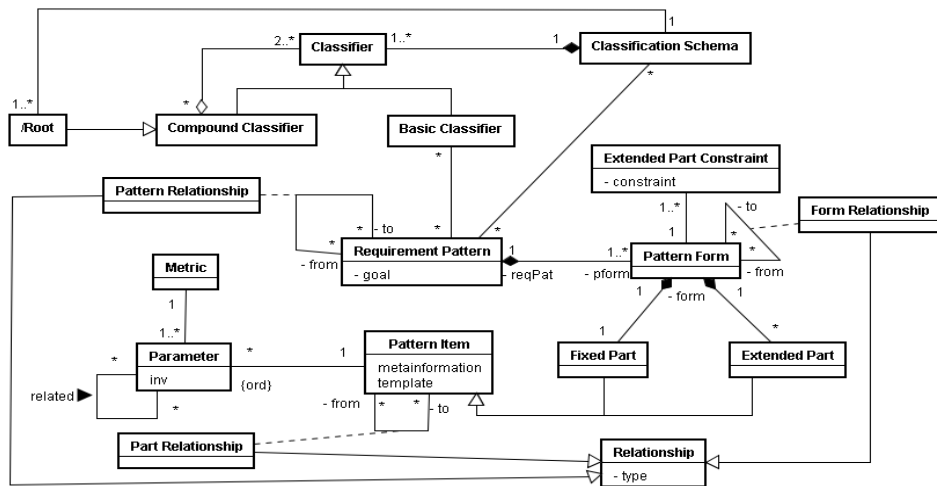 1
2..*
Classifier
1..*
1
Classification Schema
*
1..*
*
/Root
Compound Classifier
Basic Classifier
*
Extended Part Constraint
- constraint
Pattern Relationship
*
- to
*
*
1..*
- to
Form Relationship
*
Requirement Pattern
1
1..*
1
*
*
Pattern Form
- from
- goal
- reqPat
- pform
- from
Metric
1
- form
1
1
1..*
1
*
*
Parameter
*
1
Pattern Item
Fixed Part
Extended Part
inv
{ord}
metainformation
template
related
*
- from
*
*
- to
Part Relationship
Relationship
- type